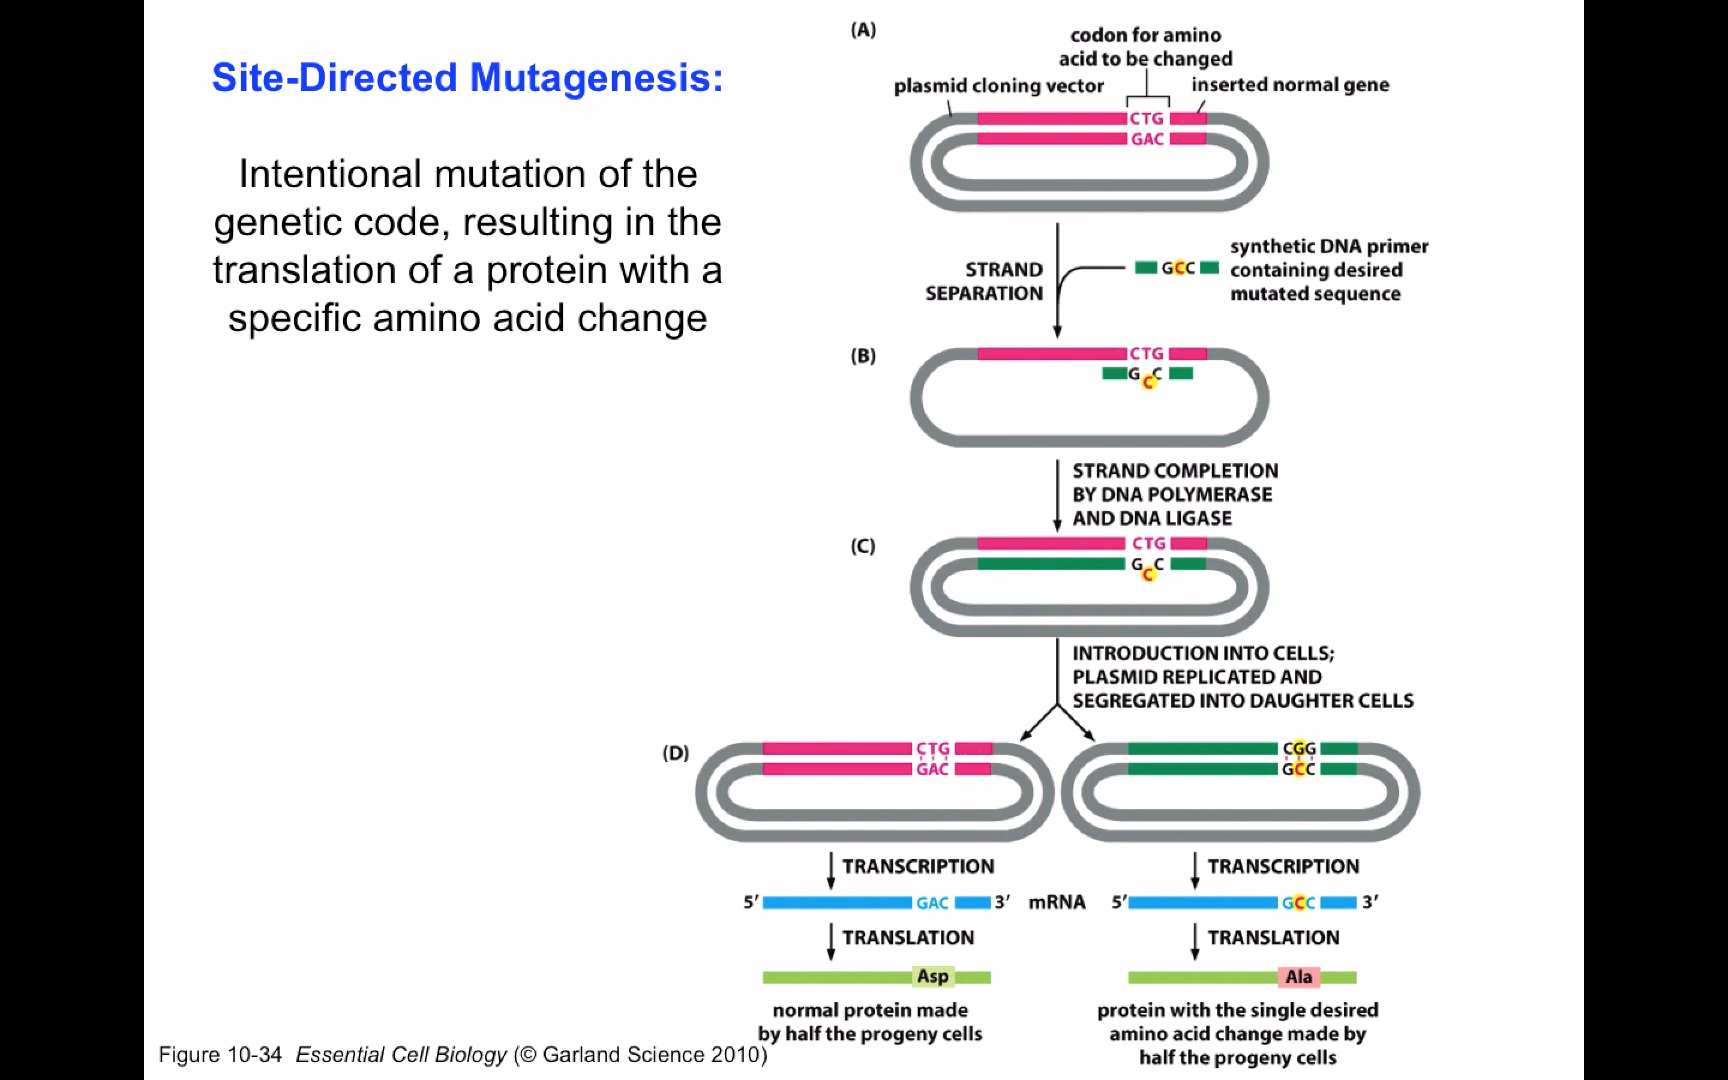 Site-Directed Mutagenesis:
Intentional mutation of the
genetic code, resulting in the
translation of a protein with a
specific amino acid change
(A)
codon for amino
acid to be changed
plasmid cloning vector
inserted normal gene
CTG
GAC
STRAND
SEPARATION
GCC
synthetic DNA primer
containing desired
mutated sequence
(B)
CTG
GCC
STRAND COMPLETION
BY DNA POLYMERASE
AND DNA LIGASE
(C)
CTG
GCC
INTRODUCTION INTO CELLS;
PLASMID REPLICATED AND
SEGREGATED INTO DAUGHTER CELLS
(D)
CTG
GAC
CGG
GCC
TRANSCRIPTION
TRANSCRIPTION
5′ GAC 3′ mRNA 5′ GCC 3′
TRANSLATION
TRANSLATION
Asp
Ala
normal protein made
by half the progeny cells
protein with the single desired
amino acid change made by
half the progeny cells
Figure 10-34 Essential Cell Biology (© Garland Science 2010)